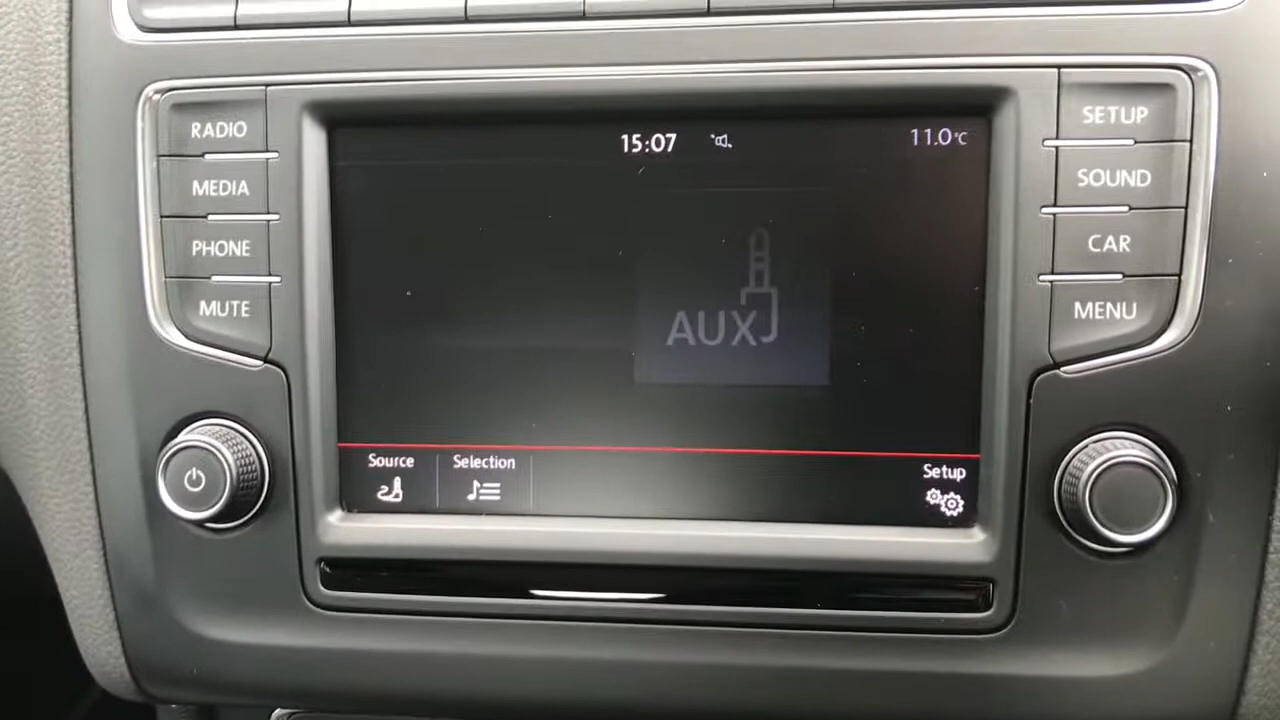 RADIO
MEDIA
PHONE
MUTE
15:07
11.0°C
AUX
Source
Selection
Setup
SETUP
SOUND
CAR
MENU